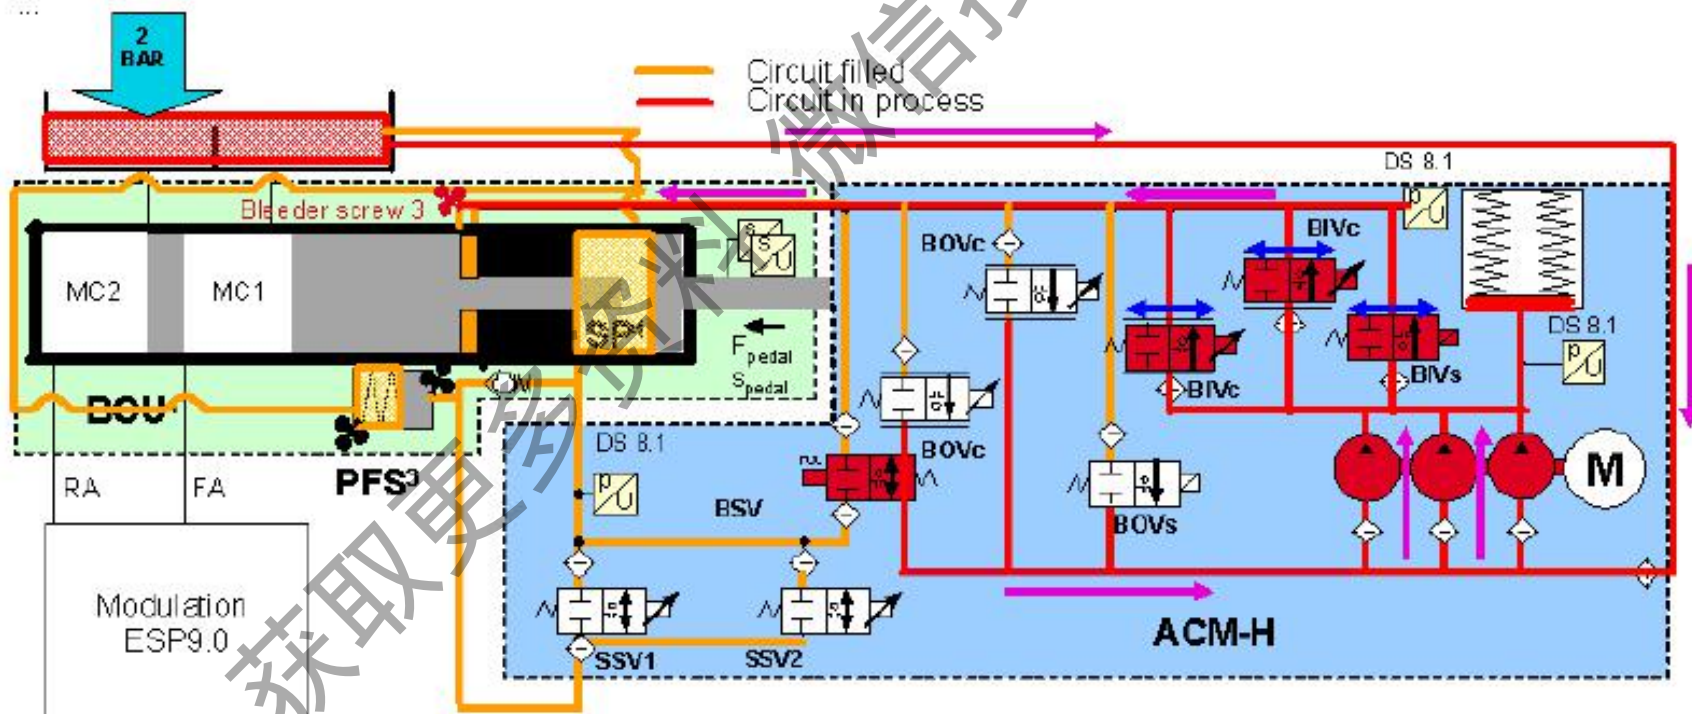 ...
2
BAR
Circuit filled
Circuit in process
DS 8.1
Bleeder screw 3
S
S
U
p
U
MC2
MC1
SP
BOVc
BIVc
F pedal
S pedal
DS 8.1
p
U
BIVs
BIVc
BOU
DS 8.1
p
U
BOVc
M
RA
FA
PFS³
BSV
BOVs
Modulation
ESP9.0
SSV1
SSV2
ACM-H
获取更多资料 微信搜